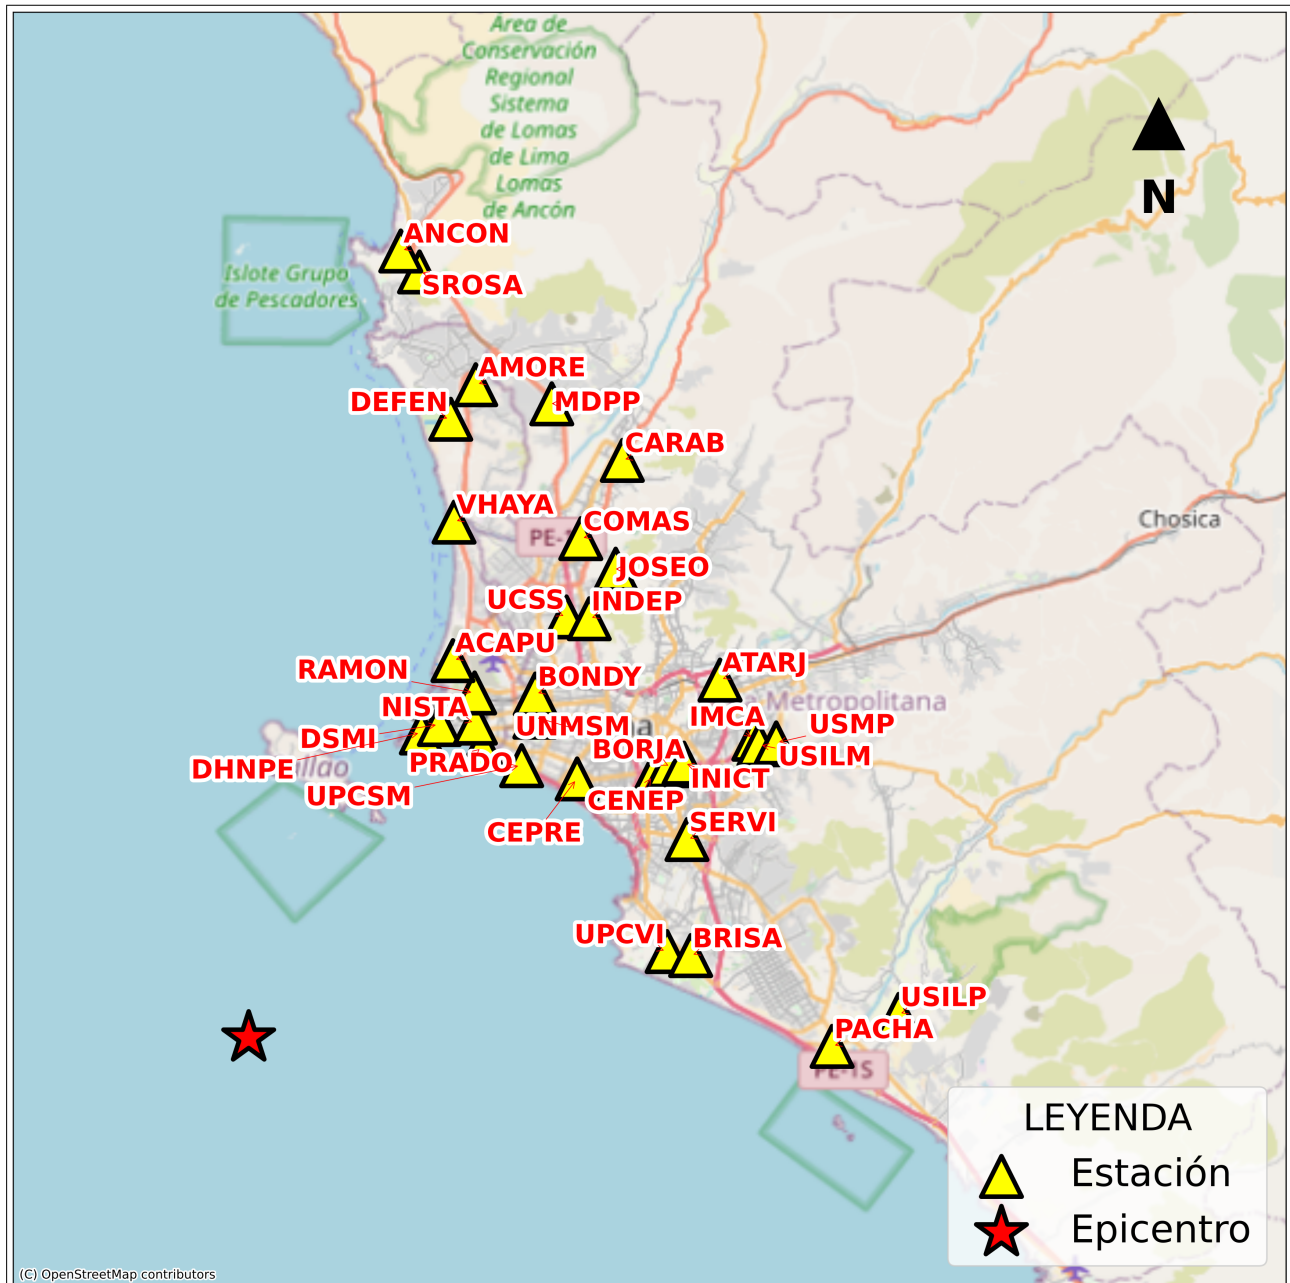 Área de
Conservación
Regional
Sistema
de Lomas
de Lima
Lomas
de Ancón
N
ANCON
Islote Grupo
de Pescadores
SROSA
AMORE
DEFEN
MDPP
CARAB
VHAYA
COMAS
Chosica
JOSEO
UCSS
INDEP
ACAPU
RAMON
BONDY
ATARJ
Metropolitana
NISTA
IMCA
USMP
UNMSM
DSMI
BORJA
USILM
DHNPE
PRADO
INICT
UPCSM
CENEP
CEPRE
SERVI
UPCVI
BRISA
USILP
PACHA
PE-1S
LEYENDA
Estación
Epicentro
(C) OpenStreetMap contributors